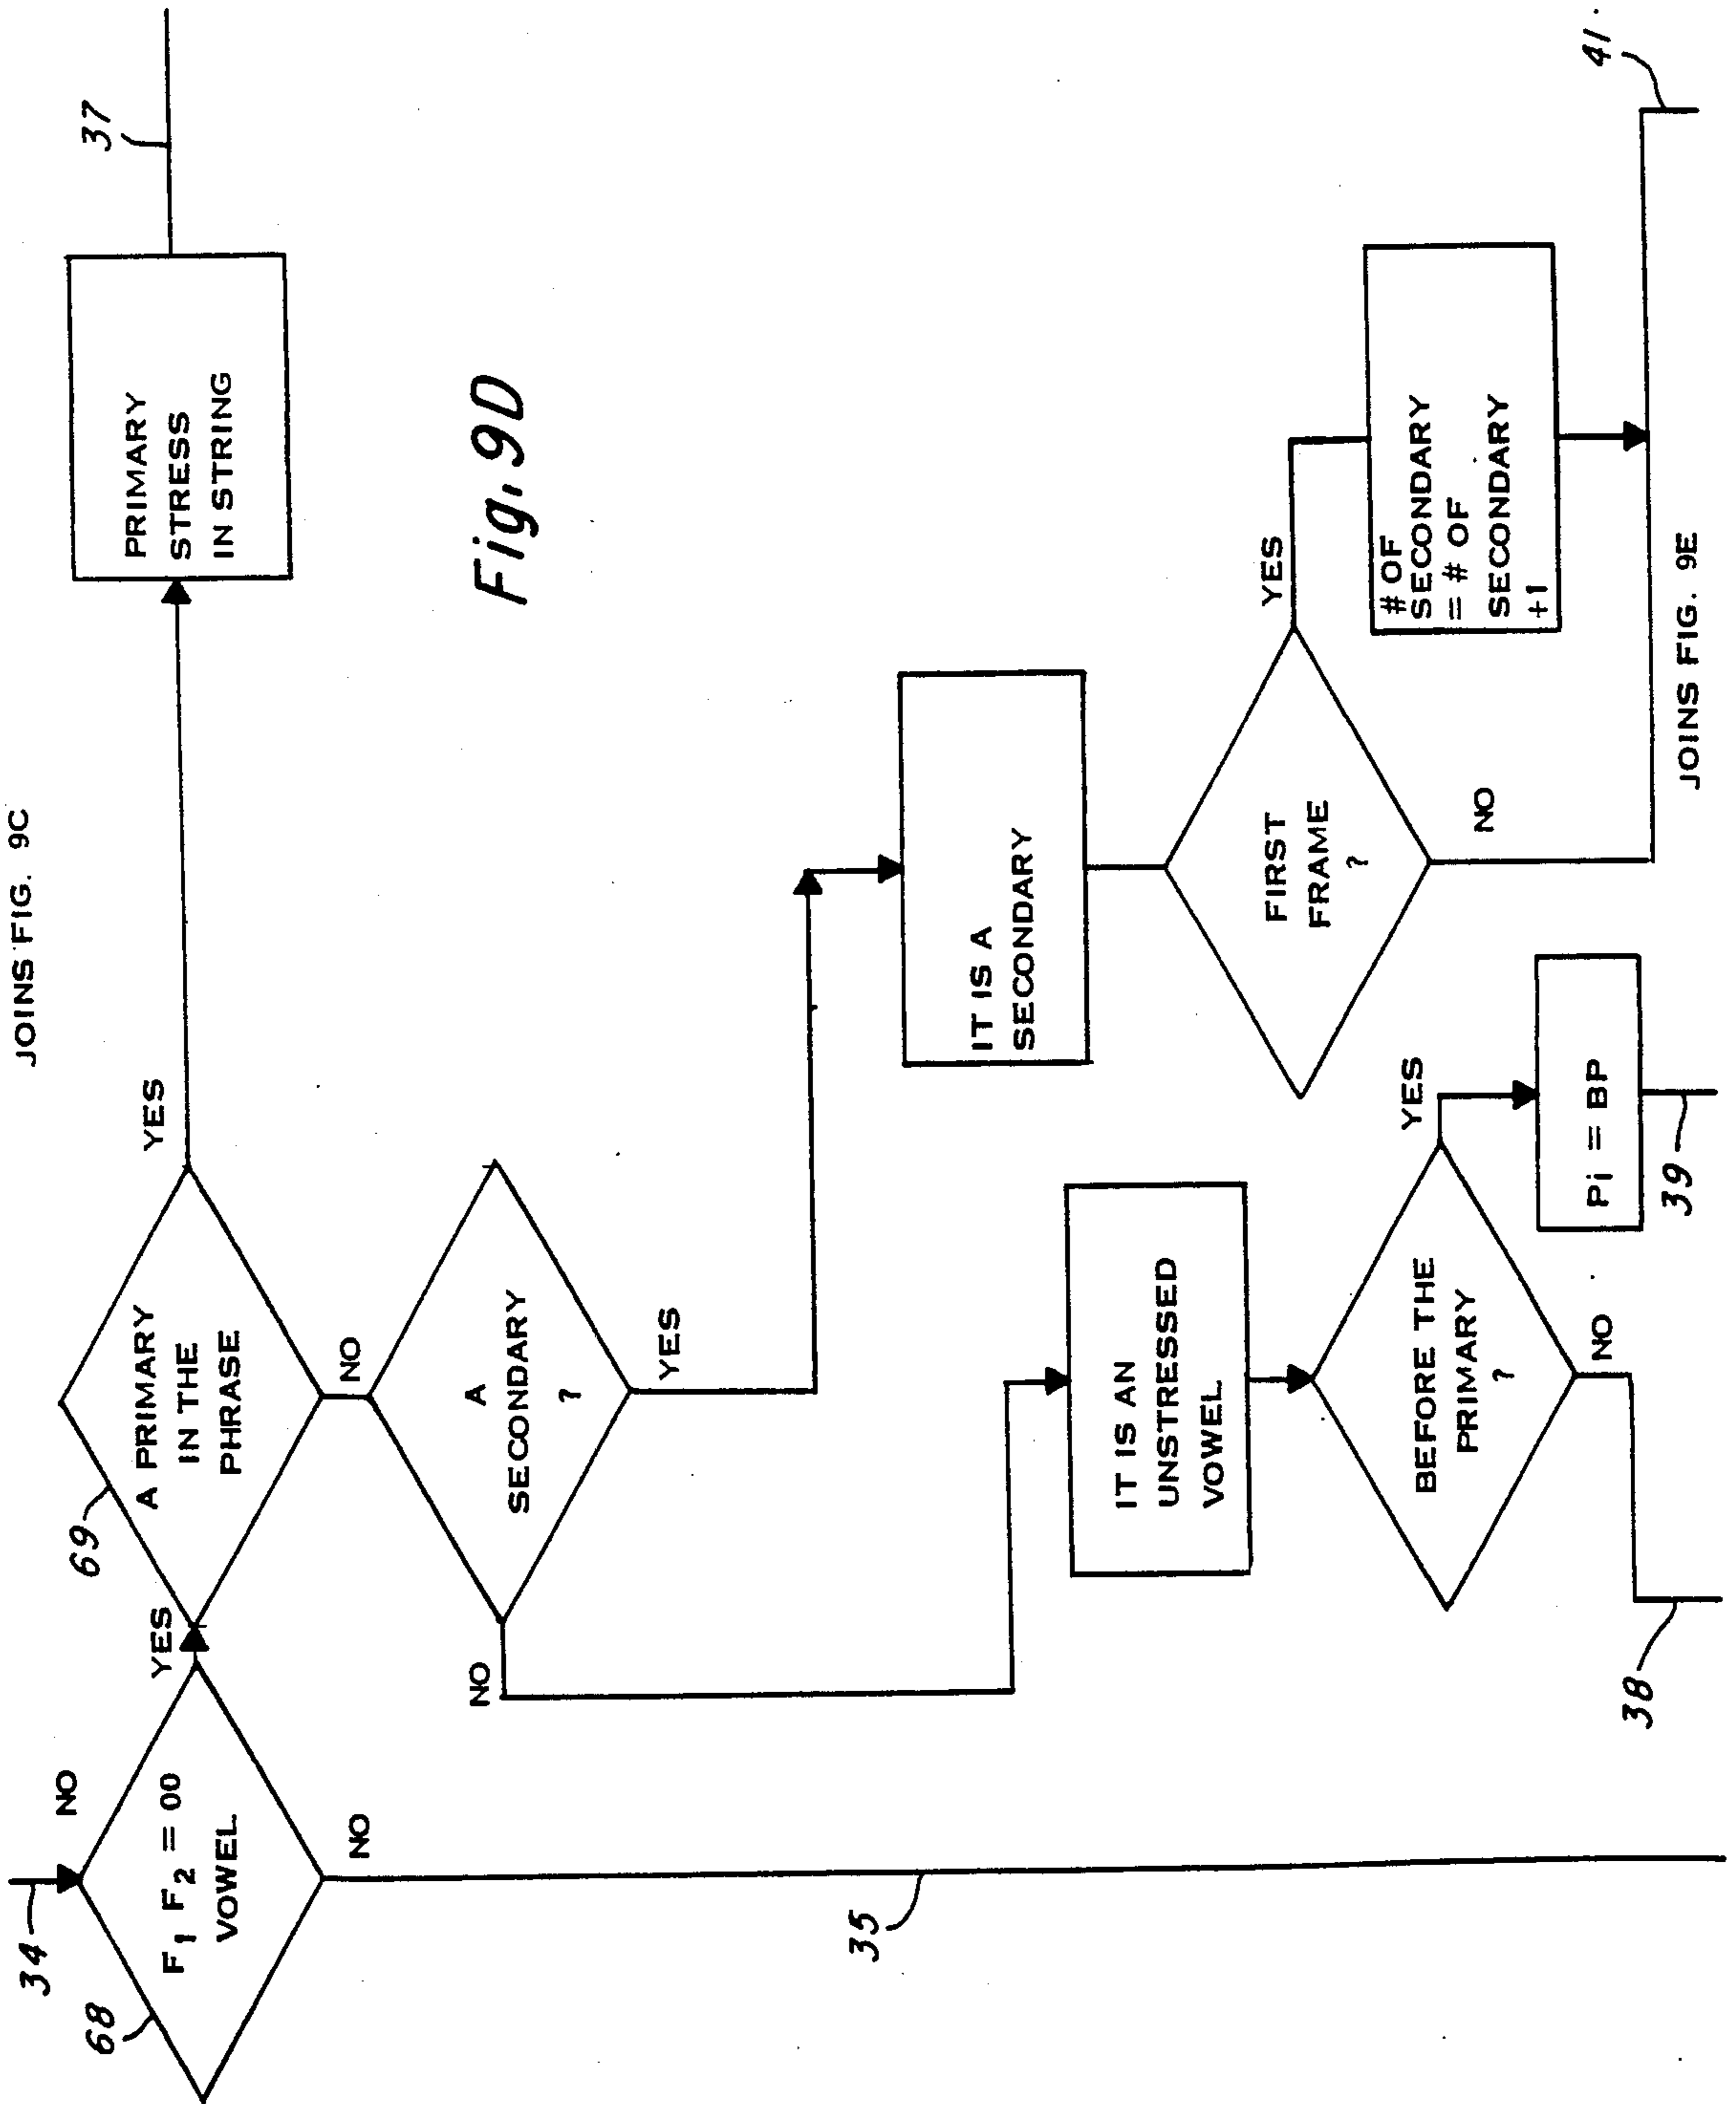 JOINS FIG. 9C
34
NO
68
F1 F2 = 00
VOWEL
YES
NO
35
69
A PRIMARY
IN THE
PHRASE
YES
NO
PRIMARY
STRESS
IN STRING
37
A
SECONDARY
?
NO
YES
Fig. 9D
IT IS A
SECONDARY
IT IS AN
UNSTRESSED
VOWEL
FIRST
FRAME
?
YES
NO
# OF
SECONDARY
= # OF
SECONDARY
+1
BEFORE THE
PRIMARY
?
YES
NO
Pi = BP
38
39
JOINS FIG. 9E
41